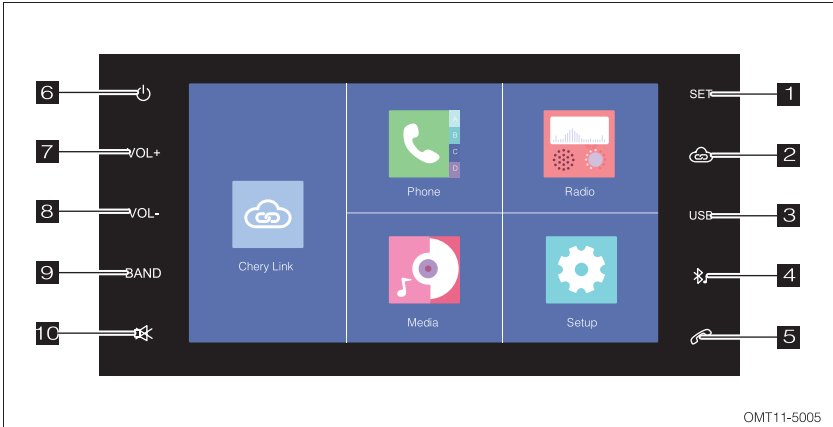 6
SET
1
A
B
C
D
7
VOL+
2
Phone
Radio
8
VOL-
USB
3
Chery Link
9
BAND
4
Media
Setup
10
5
OMT11-5005